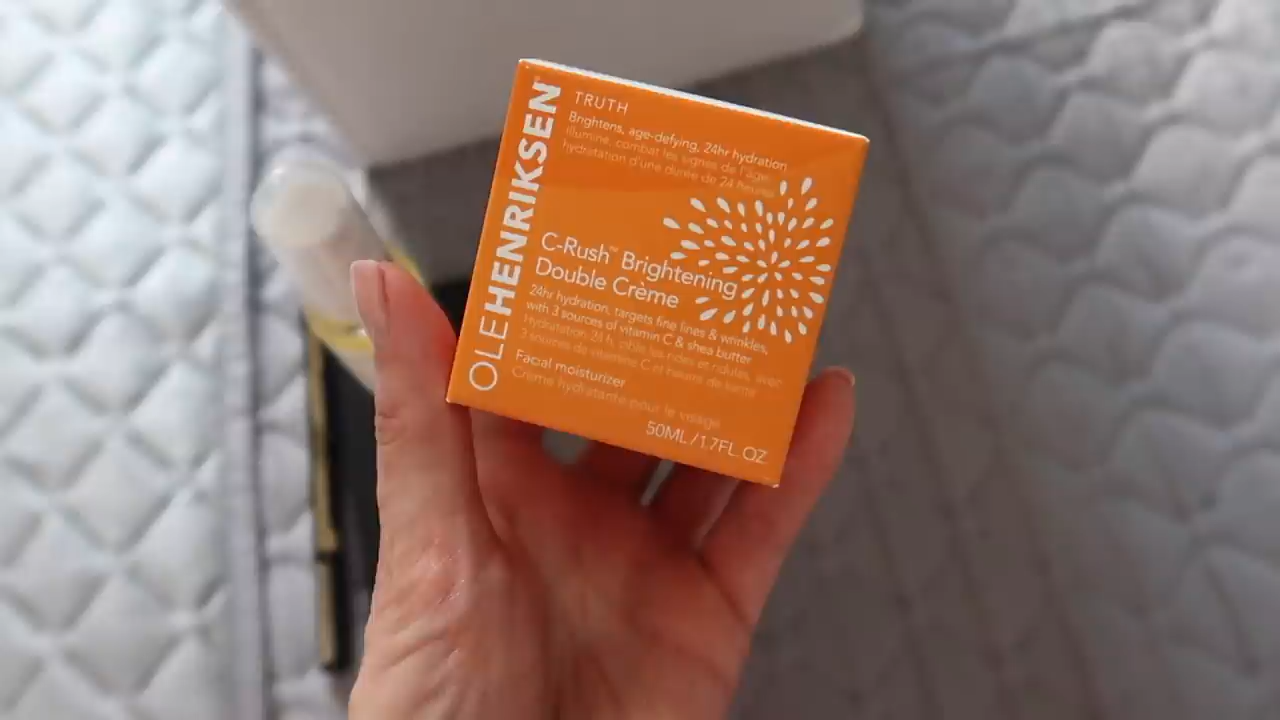 OLEHENRIKSEN™
TRUTH
Brightens, age-defying, 24hr hydration
Illumine, combat les signes de l'âge,
hydratation d'une durée de 24 heures
C-Rush™ Brightening
Double Crème
24hr hydration, targets fine lines & wrinkles,
with 3 sources of vitamin C & shea butter
Hydratation 24 h, cible les rides et ridules, avec
3 sources de vitamine C et beurre de karité
Facial moisturizer
Crème hydratante pour le visage
50ML/1.7FL.OZ.